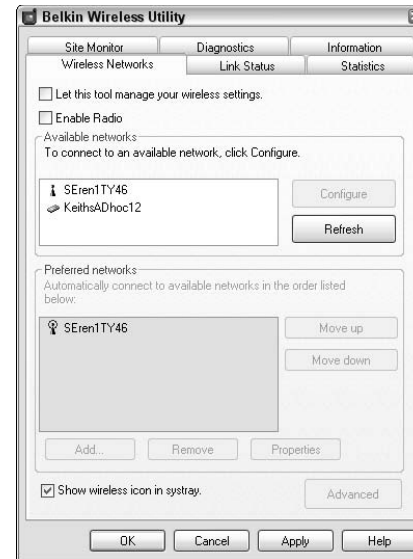 Belkin Wireless Utility
Site Monitor Diagnostics Information
Wireless Networks Link Status Statistics
Let this tool manage your wireless settings.
Enable Radio
Available networks
To connect to an available network, click Configure.
SEren1TY46
KeithsADhoc12
Configure
Refresh
Preferred networks
Automatically connect to available networks in the order listed
below:
SEren1TY46
Move up
Move down
Add... Remove Properties
Show wireless icon in systray.
Advanced
OK Cancel Apply Help